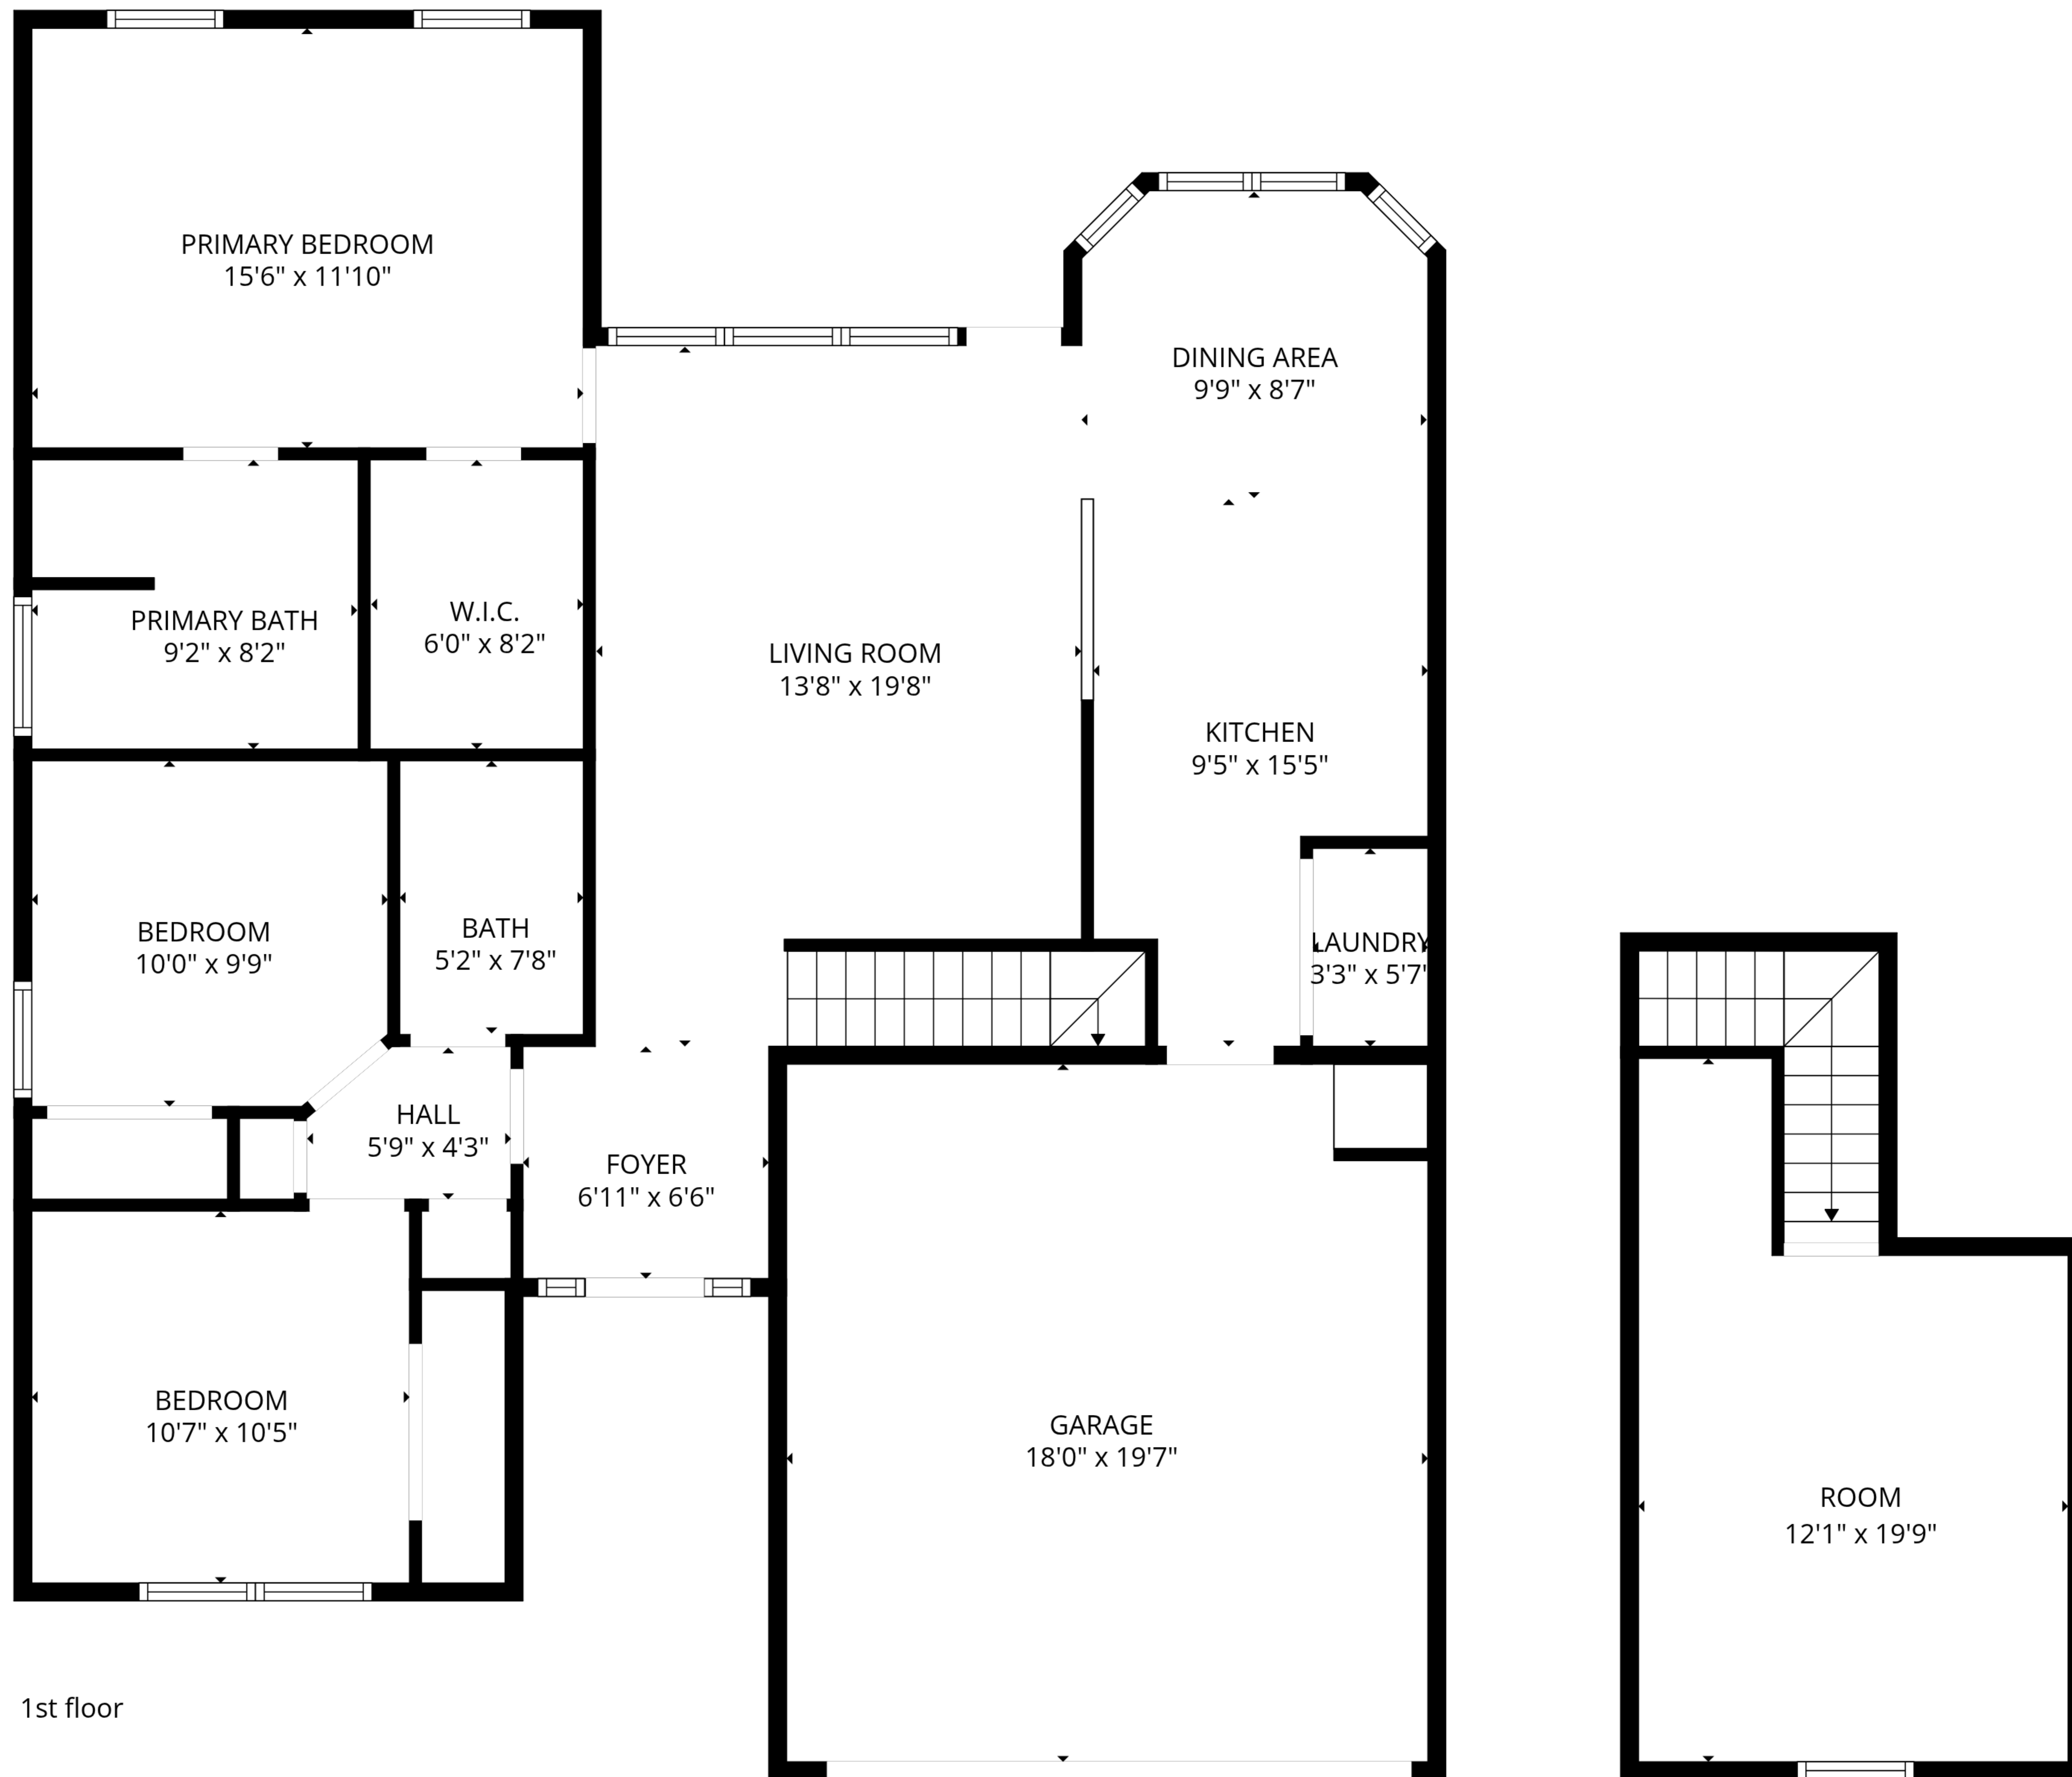 PRIMARY BEDROOM
15'6" x 11'10"
DINING AREA
9'9" x 8'7"
PRIMARY BATH
9'2" x 8'2"
W.I.C.
6'0" x 8'2"
LIVING ROOM
13'8" x 19'8"
KITCHEN
9'5" x 15'5"
BEDROOM
10'0" x 9'9"
BATH
5'2" x 7'8"
LAUNDRY
3'3" x 5'7"
HALL
5'9" x 4'3"
FOYER
6'11" x 6'6"
BEDROOM
10'7" x 10'5"
GARAGE
18'0" x 19'7"
ROOM
12'1" x 19'9"
1st floor